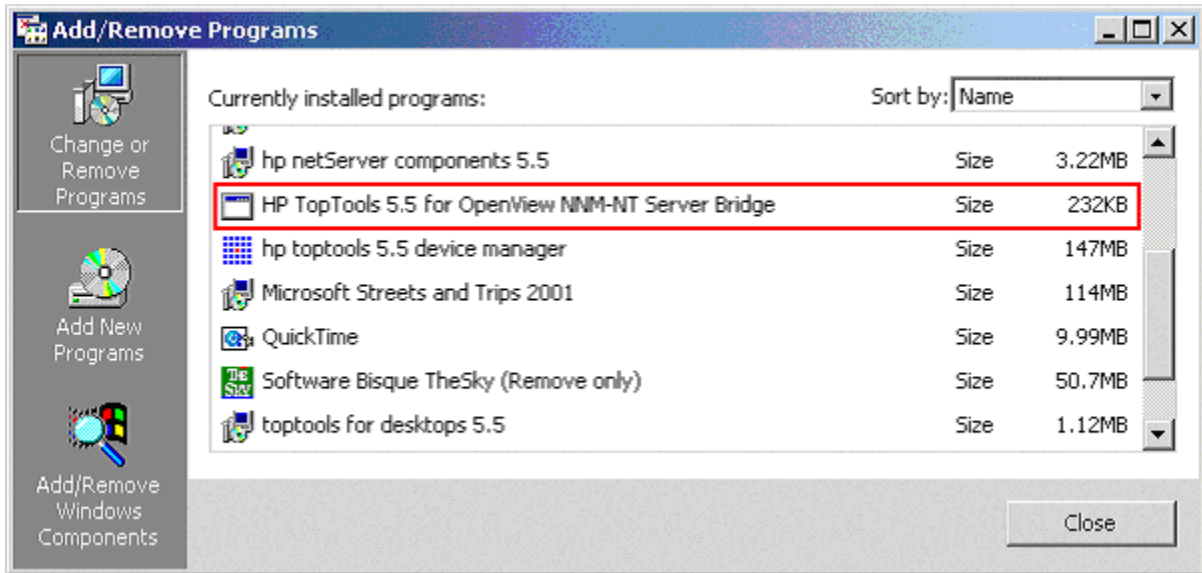 Add/Remove Programs
Change or
Remove
Programs
Add New
Programs
Add/Remove
Windows
Components
Currently installed programs:
Sort by: Name
hp netServer components 5.5 Size 3.22MB
HP TopTools 5.5 for OpenView NNM-NT Server Bridge Size 232KB
hp toptools 5.5 device manager Size 147MB
Microsoft Streets and Trips 2001 Size 114MB
QuickTime Size 9.99MB
THE SKY Software Bisque TheSky (Remove only) Size 50.7MB
toptools for desktops 5.5 Size 1.12MB
Close